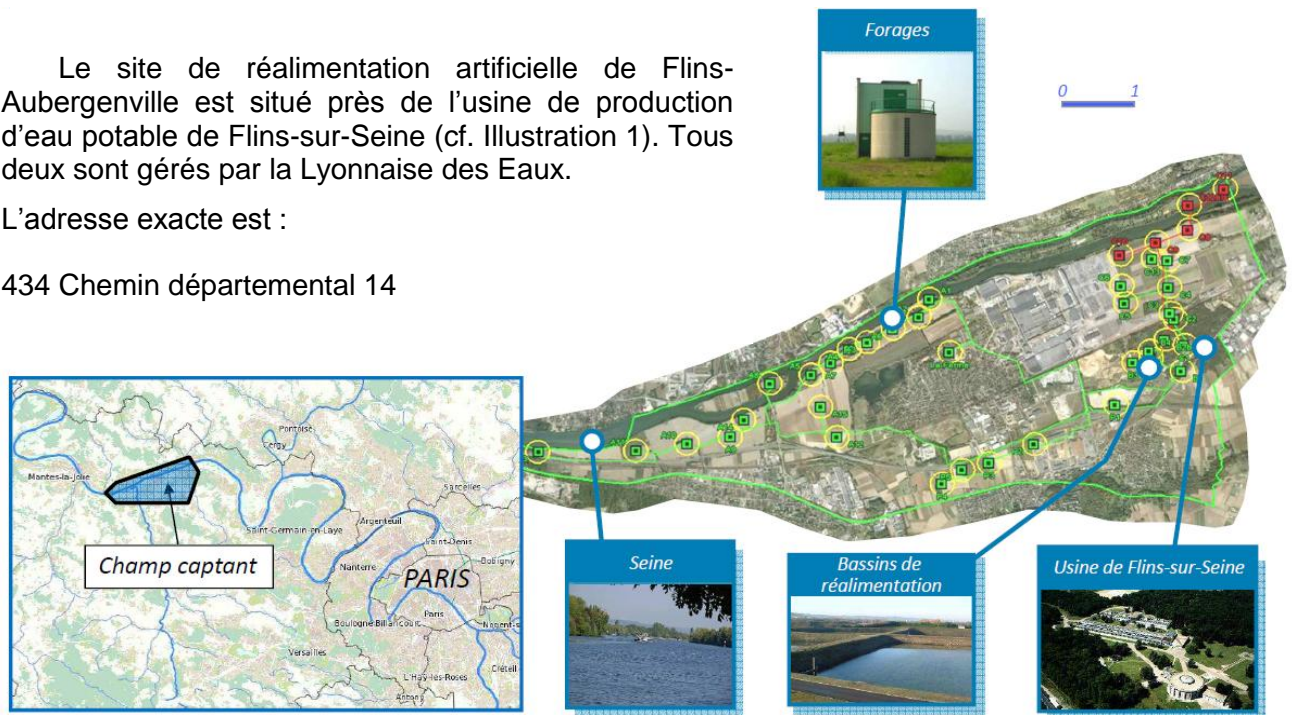 Le site de réalimentation artificielle de Flins-
Aubergenville est situé près de l'usine de production
d'eau potable de Flins-sur-Seine (cf. Illustration 1). Tous
deux sont gérés par la Lyonnaise des Eaux.
L'adresse exacte est :
434 Chemin départemental 14
Forages
0 1
Mantes-la-Jolie
Pontoise
Cergy
Saint-Germain-en-Laye
Argenteuil
Sarcelles
Saint-Denis
Bobigny
Nanterre
PARIS
Paris
Boulogne-Billancourt
Nogent-s
Versailles
L'Haÿ-les-Roses
Créteil
Antony
Champ captant
Seine
Bassins de
réalimentation
Usine de Flins-sur-Seine